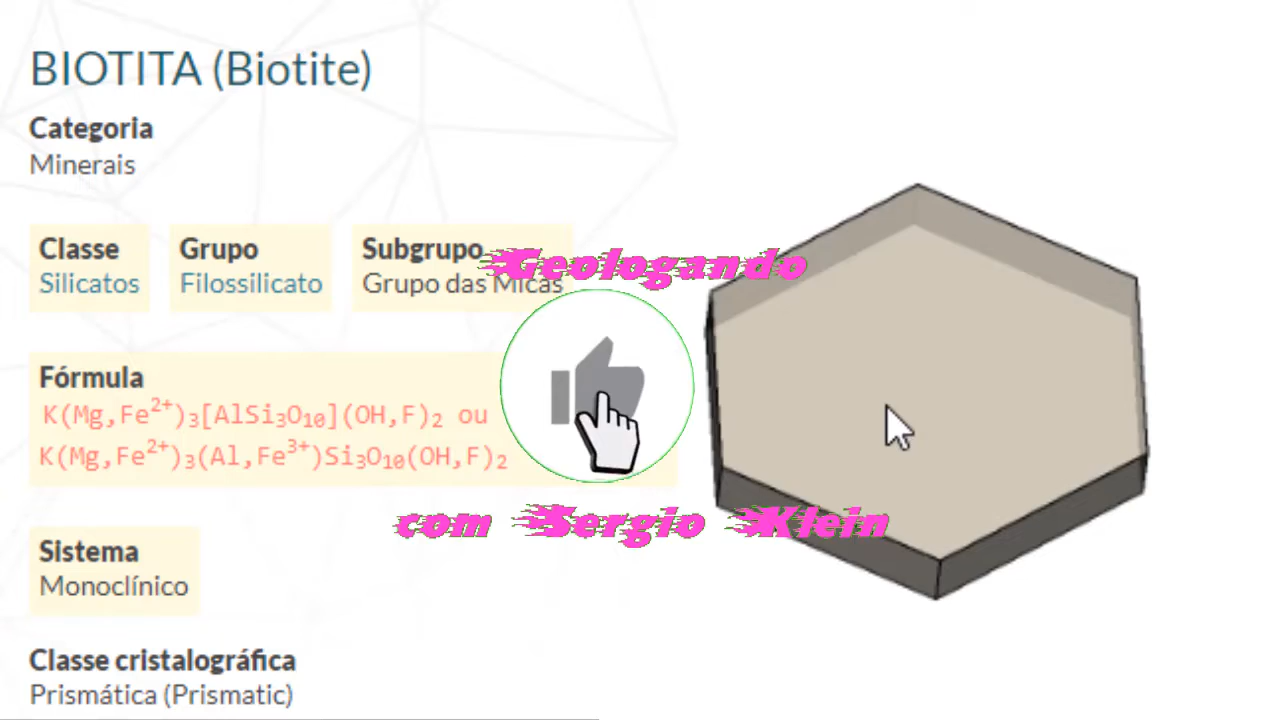 BIOTITA (Biotite)
Categoria
Minerais
Classe
Silicatos
Grupo
Filossilicato
Subgrupo
Grupo das Micas
Geologando
Fórmula
K(Mg,Fe²⁺)₃[AlSi₃O₁₀](OH,F)₂ ou
K(Mg,Fe²⁺)₃(Al,Fe³⁺)Si₃O₁₀(OH,F)₂
com Sergio Klein
Sistema
Monoclínico
Classe cristalográfica
Prismática (Prismatic)